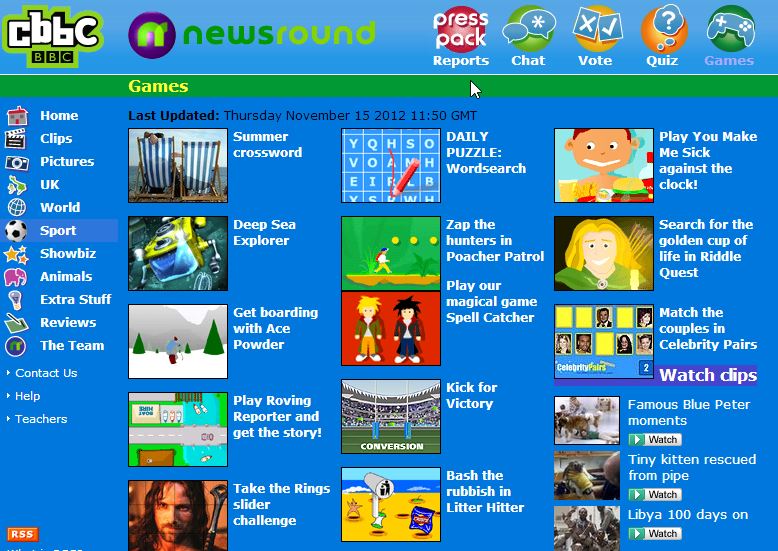 cbbc
BBC
newsround
press
pack
Reports
Chat
Vote
Quiz
Games
Games
Home
Clips
Pictures
UK
World
Sport
Showbiz
Animals
Extra Stuff
Reviews
The Team
Contact Us
Help
Teachers
RSS
Last Updated: Thursday November 15 2012 11:50 GMT
Summer
crossword
DAILY
PUZZLE:
Wordsearch
Play You Make
Me Sick
against the
clock!
Deep Sea
Explorer
Zap the
hunters in
Poacher Patrol
Search for the
golden cup of
life in Riddle
Quest
Get boarding
with Ace
Powder
Play our
magical game
Spell Catcher
Match the
couples in
Celebrity Pairs
CelebrityPairs
2
Play Roving
Reporter and
get the story!
BOAT
HIRE
Kick for
Victory
CONVERSION
Take the Rings
slider
challenge
Bash the
rubbish in
Litter Hitter
Watch clips
Famous Blue Peter
moments
Watch
Tiny kitten rescued
from pipe
Watch
Libya 100 days on
Watch